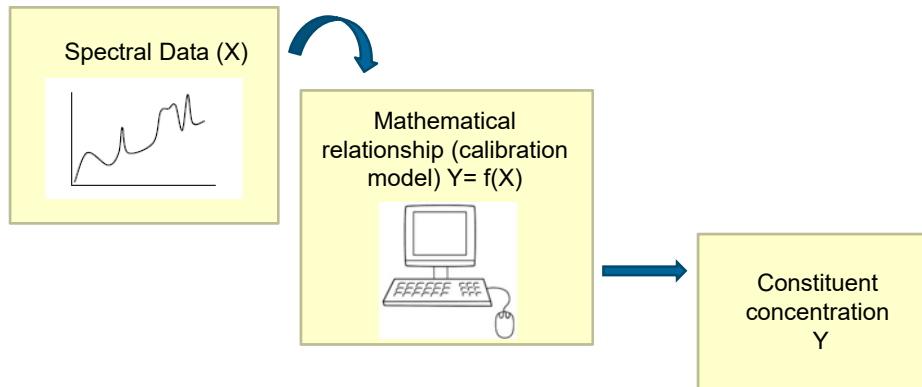 Spectral Data (X)
Mathematical
relationship (calibration
model) Y= f(X)
Constituent
concentration
Y